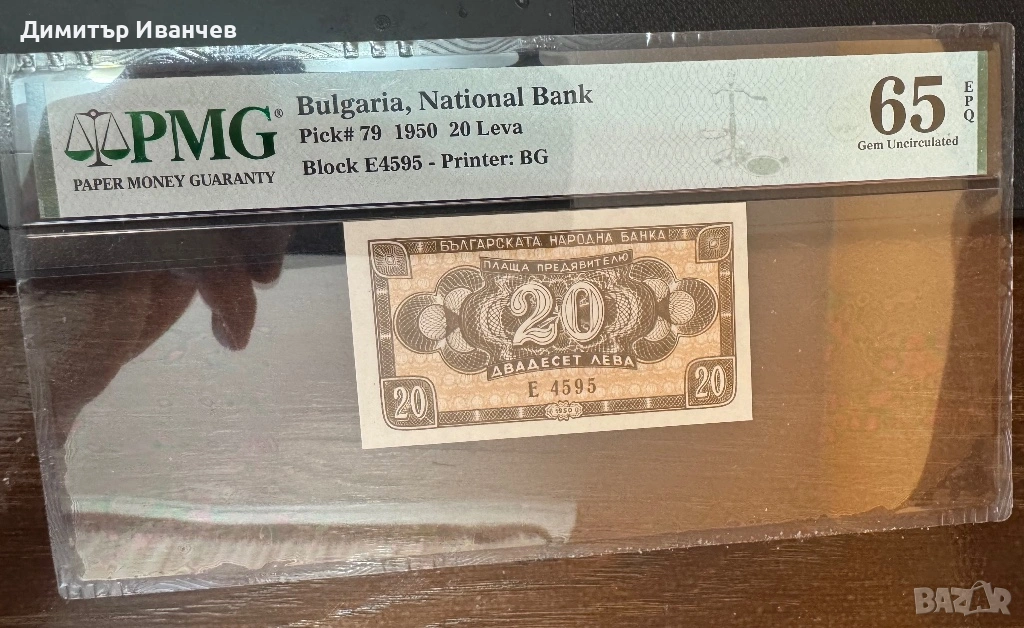 Димитър Иванчев
PMG®
PAPER MONEY GUARANTY
Bulgaria, National Bank
Pick# 79 1950 20 Leva
Block E4595 - Printer: BG
65
EPQ
Gem Uncirculated
БЪЛГАРСКАТА НАРОДНА БАНКА
ПЛАЩА ПРЕДЯВИТЕЛЮ
20
ДВАДЕСЕТ ЛЕВА
Е 4595
20
20
1950
BAZAR